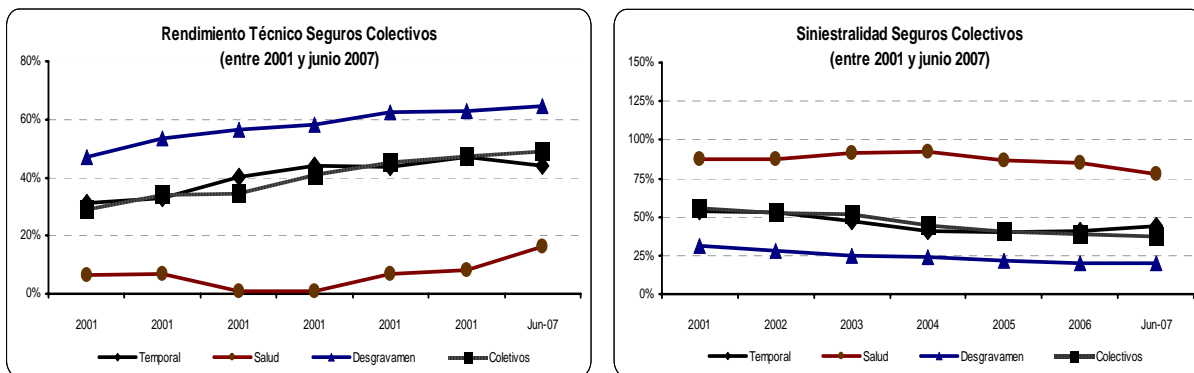 Rendimiento Técnico Seguros Colectivos
(entre 2001 y junio 2007)
80%
60%
40%
20%
0%
2001 2001 2001 2001 2001 2001 Jun-07
Temporal Salud Desgravamen Coletivos
Siniestralidad Seguros Colectivos
(entre 2001 y junio 2007)
150%
125%
100%
75%
50%
25%
0%
2001 2002 2003 2004 2005 2006 Jun-07
Temporal Salud Desgravamen Colectivos